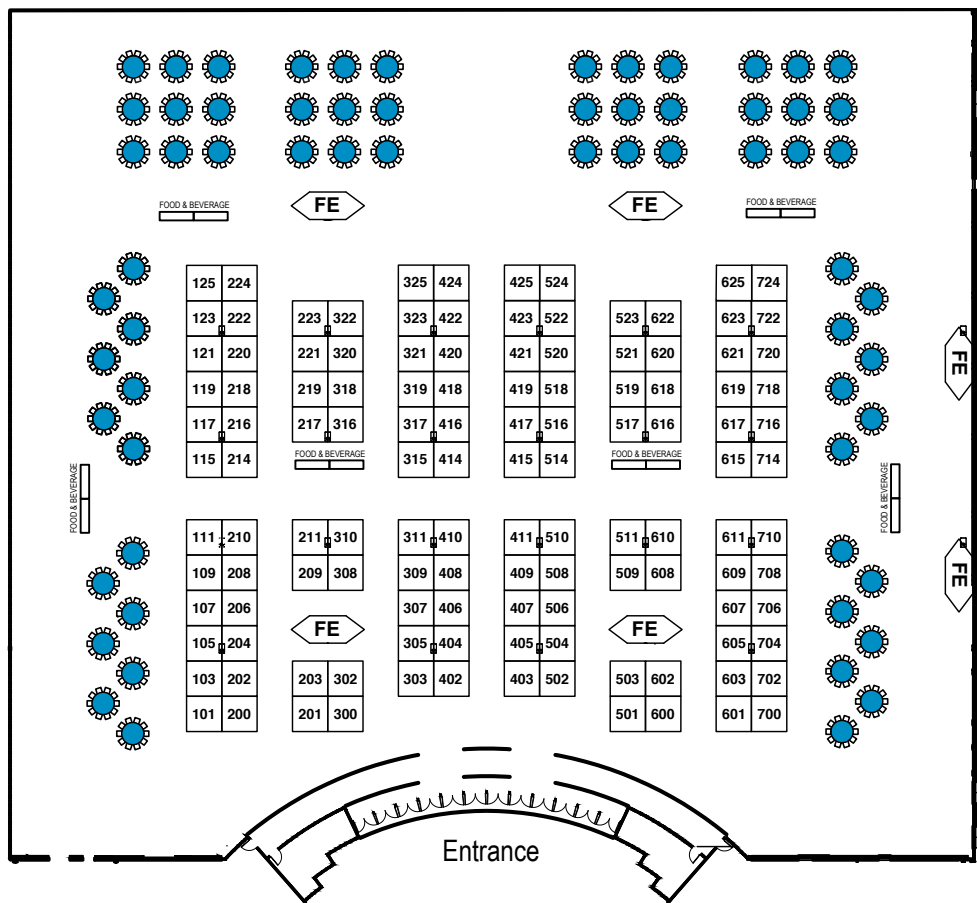 FOOD & BEVERAGE FE FE FOOD & BEVERAGE
125 224 325 424 425 524 625 724
123 222 223 322 323 422 423 522 523 622 623 722
121 220 221 320 321 420 421 520 521 620 621 720 FE
119 218 219 318 319 418 419 518 519 618 619 718
117 216 217 316 317 416 417 516 517 616 617 716
115 214 FOOD & BEVERAGE 315 414 415 514 FOOD & BEVERAGE 615 714
FOOD & BEVERAGE FOOD & BEVERAGE
111 210 211 310 311 410 411 510 511 610 611 710
109 208 209 308 309 408 409 508 509 608 609 708 FE
107 206 307 406 407 506 607 706
FE FE
105 204 305 404 405 504 605 704
103 202 203 302 303 402 403 502 503 602 603 702
101 200 201 300 501 600 601 700
Entrance